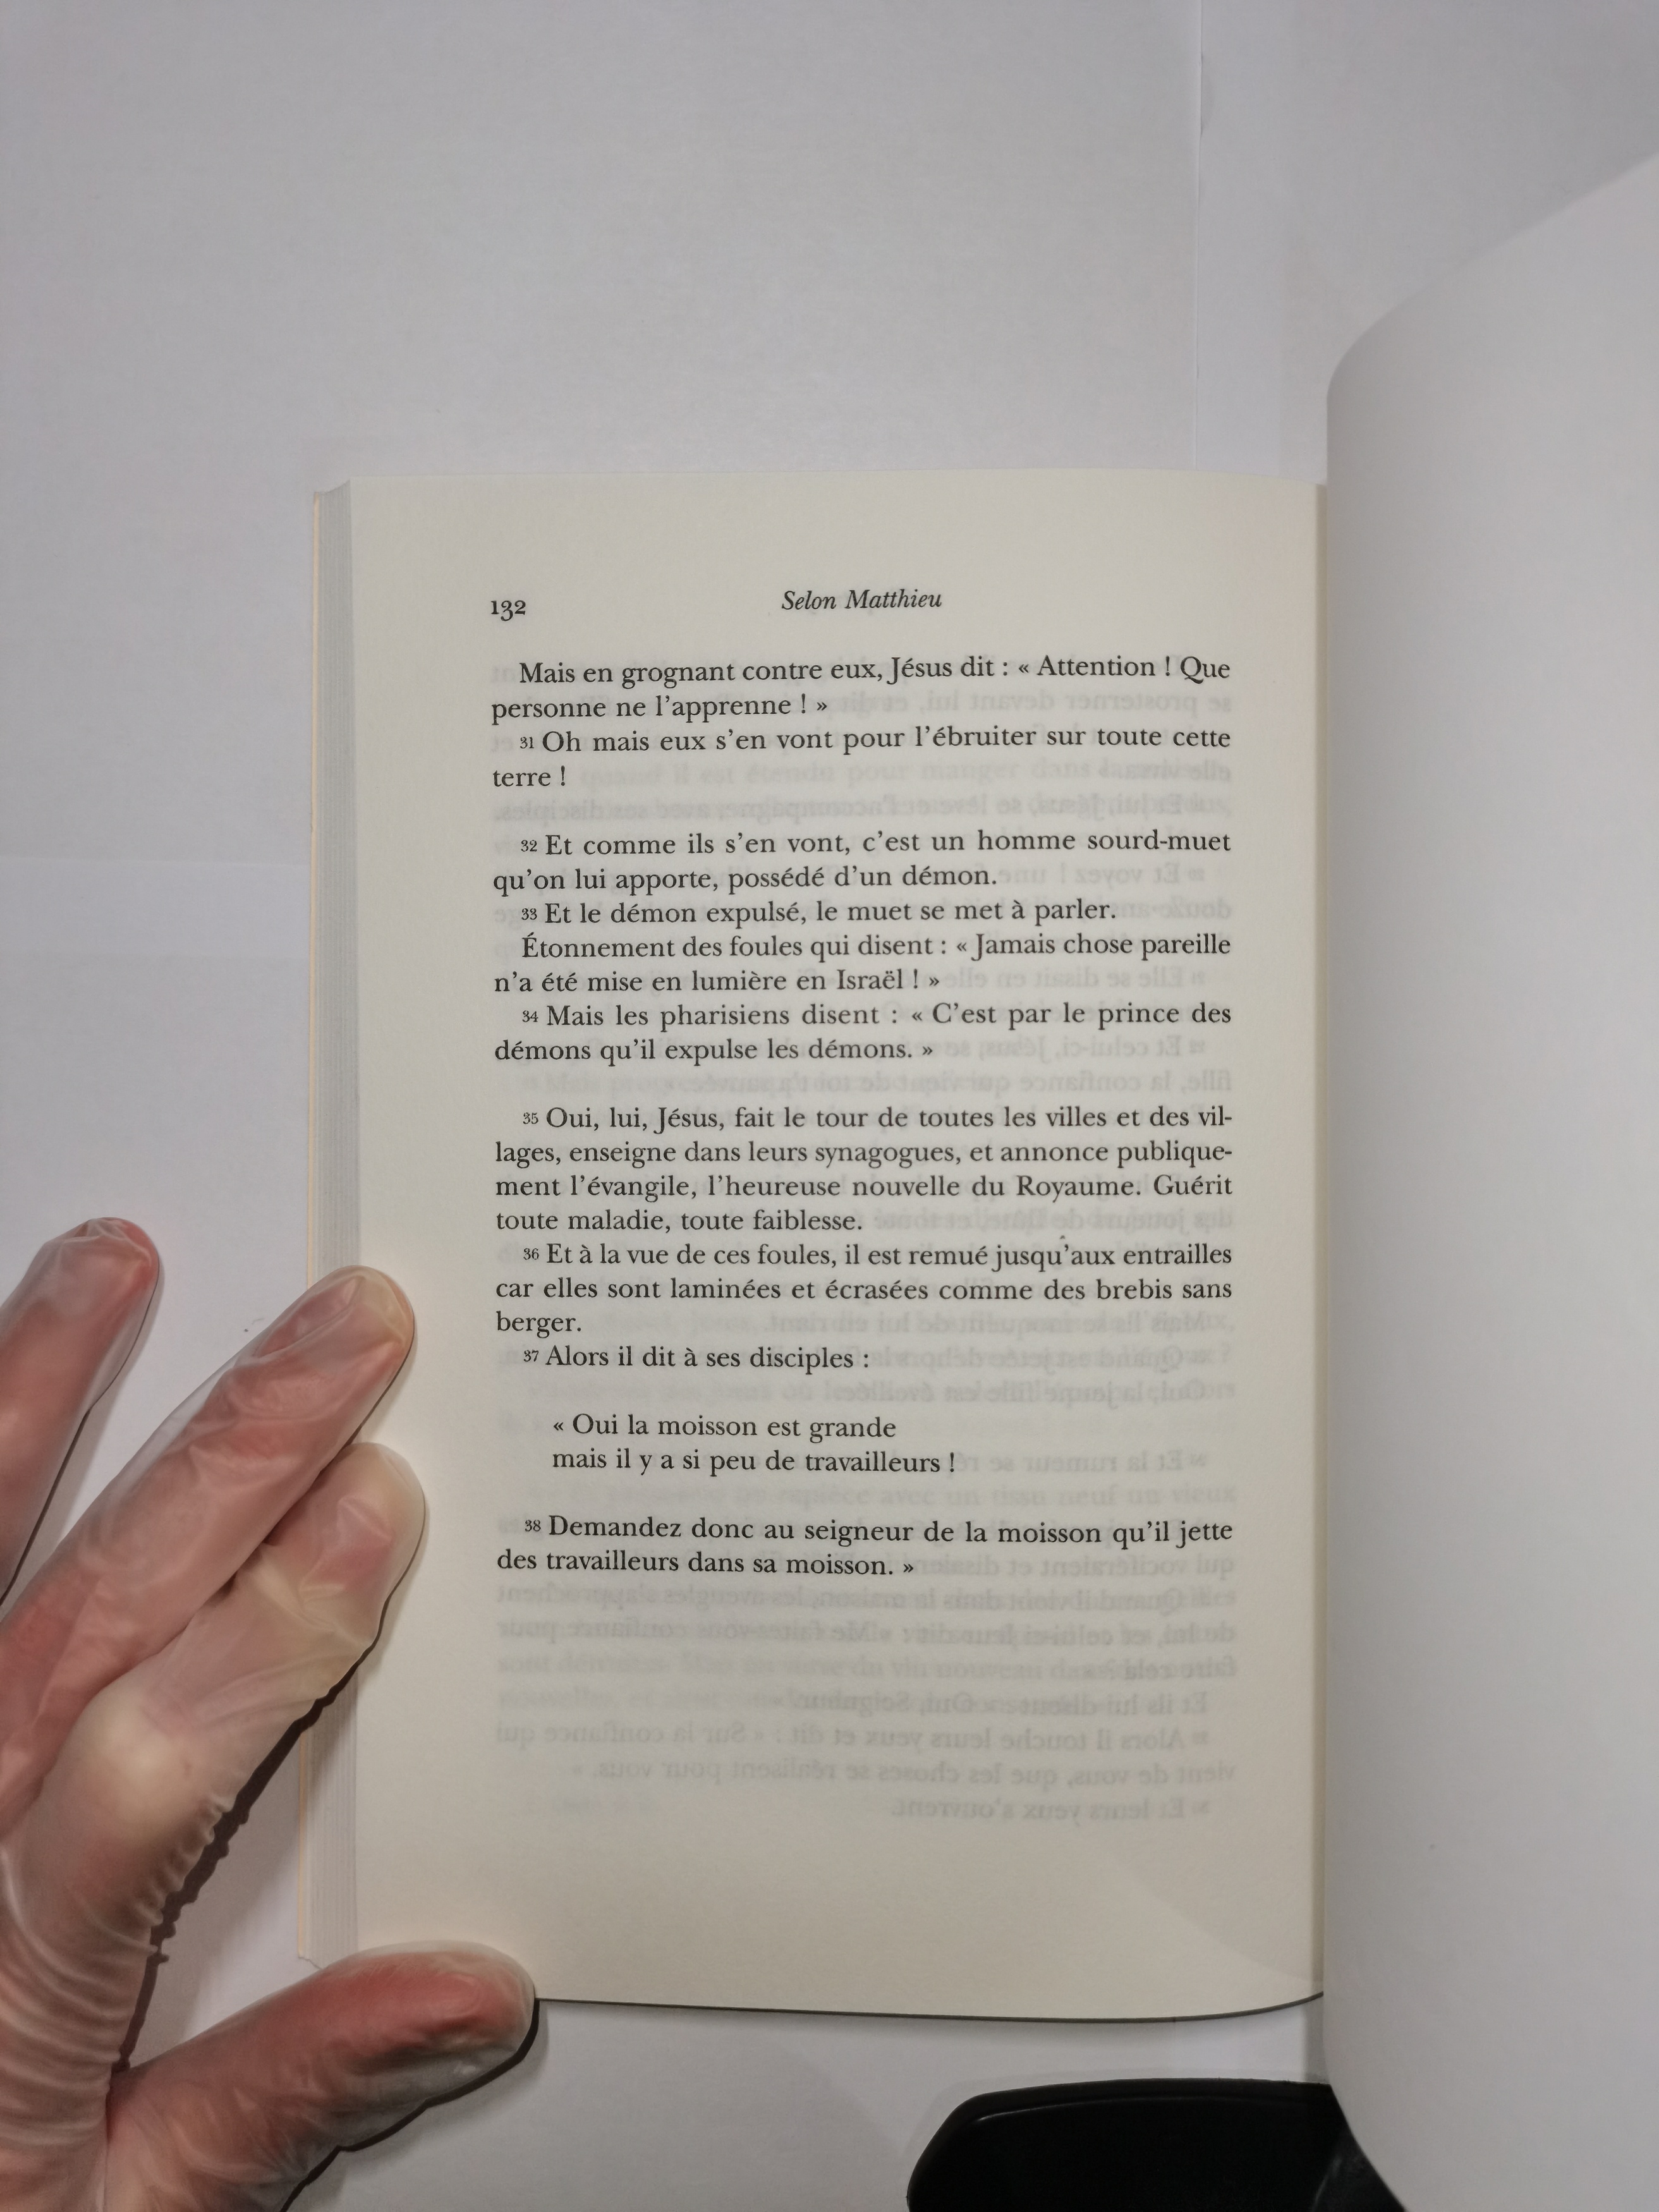 132
Selon Matthieu
Mais en grognant contre eux, Jésus dit : « Attention ! Que
personne ne l'apprenne ! »
31 Oh mais eux s'en vont pour l'ébruiter sur toute cette
terre !
32 Et comme ils s'en vont, c'est un homme sourd-muet
qu'on lui apporte, possédé d'un démon.
33 Et le démon expulsé, le muet se met à parler.
Étonnement des foules qui disent : « Jamais chose pareille
n'a été mise en lumière en Israël ! »
34 Mais les pharisiens disent : « C'est par le prince des
démons qu'il expulse les démons. »
35 Oui, lui, Jésus, fait le tour de toutes les villes et des vil-
lages, enseigne dans leurs synagogues, et annonce publique-
ment l'évangile, l'heureuse nouvelle du Royaume. Guérit
toute maladie, toute faiblesse.
36 Et à la vue de ces foules, il est remué jusqu'aux entrailles
car elles sont laminées et écrasées comme des brebis sans
berger.
37 Alors il dit à ses disciples :
« Oui la moisson est grande
mais il y a si peu de travailleurs !
38 Demandez donc au seigneur de la moisson qu'il jette
des travailleurs dans sa moisson. »